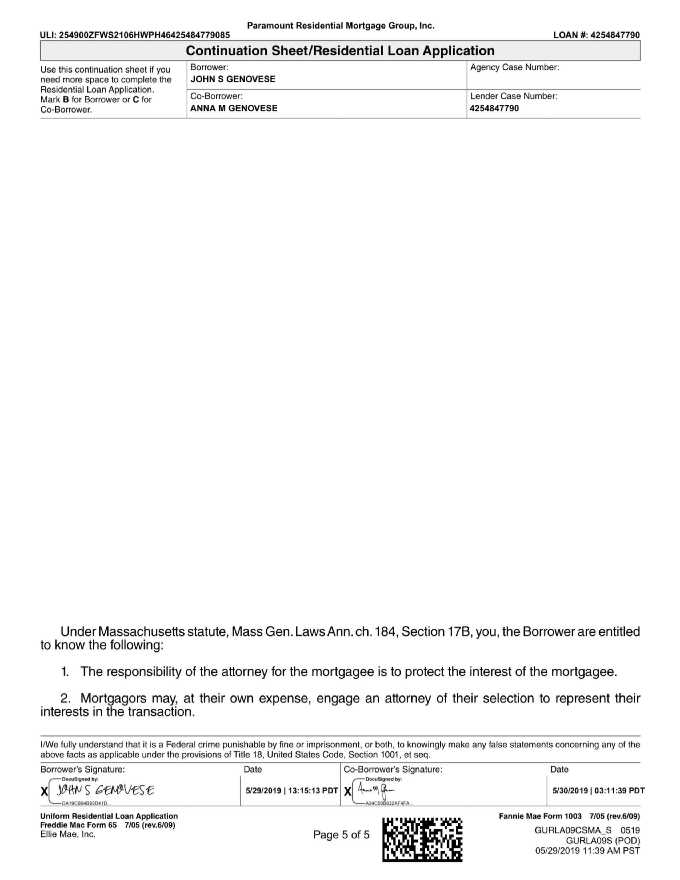 Paramount Residential Mortgage Group, Inc.
ULI: 254900ZFWS2106HWPH46425484779085 LOAN #: 4254847790
Continuation Sheet/Residential Loan Application
Use this continuation sheet if you
need more space to complete the
Residential Loan Application.
Mark B for Borrower or C for
Co-Borrower.
Borrower:
JOHN S GENOVESE
Agency Case Number:
Co-Borrower:
ANNA M GENOVESE
Lender Case Number:
4254847790
Under Massachusetts statute, Mass Gen. Laws Ann. ch. 184, Section 17B, you, the Borrower are entitled
to know the following:
1. The responsibility of the attorney for the mortgagee is to protect the interest of the mortgagee.
2. Mortgagors may, at their own expense, engage an attorney of their selection to represent their
interests in the transaction.
I/We fully understand that it is a Federal crime punishable by fine or imprisonment, or both, to knowingly make any false statements concerning any of the
above facts as applicable under the provisions of Title 18, United States Code, Section 1001, et seq.
Borrower's Signature: Date Co-Borrower's Signature: Date
DocuSigned by: DocuSigned by:
X JOHN S GENOVESE 5/29/2019 | 13:15:13 PDT X 5/30/2019 | 03:11:39 PDT
Uniform Residential Loan Application
Freddie Mac Form 65 7/05 (rev.6/09)
Ellie Mae, Inc.
Page 5 of 5
Fannie Mae Form 1003 7/05 (rev.6/09)
GURLA09CSMA_S 0519
GURLA09S (POD)
05/29/2019 11:39 AM PST